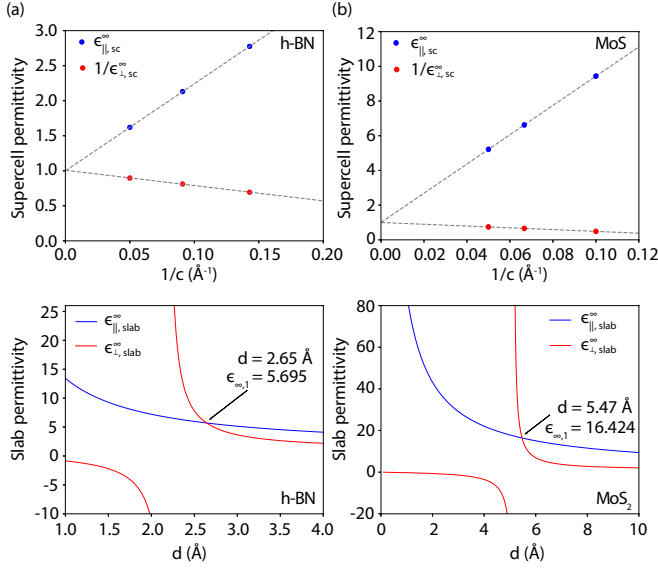 (a)
3.0
2.5
2.0
1.5
1.0
0.5
0.0
Supercell permittivity
ϵ∞||, sc
1/ϵ∞⊥, sc
h-BN
0.0 0.05 0.10 0.15 0.20
1/c (Å⁻¹)
(b)
12
10
8
6
4
2
0
Supercell permittivity
ϵ∞||, sc
1/ϵ∞⊥, sc
MoS
0.00 0.02 0.04 0.06 0.08 0.10 0.12
1/c (Å⁻¹)
25
20
15
10
5
0
-5
-10
Slab permittivity
ϵ∞||, slab
ϵ∞⊥, slab
d = 2.65 Å
ϵ∞,1 = 5.695
h-BN
1.0 1.5 2.0 2.5 3.0 3.5 4.0
d (Å)
80
60
40
20
0
-20
Slab permittivity
ϵ∞||, slab
ϵ∞⊥, slab
d = 5.47 Å
ϵ∞,1 = 16.424
MoS₂
0 2 4 6 8 10
d (Å)